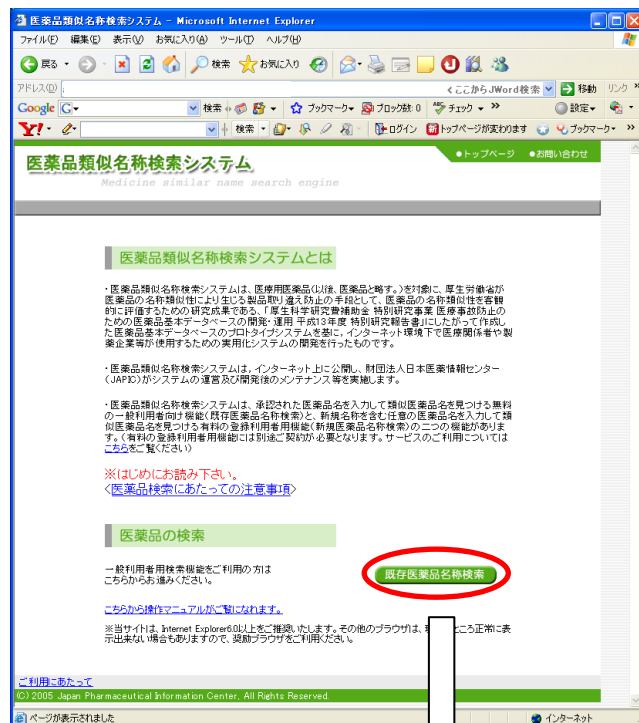 医薬品類似名称検索システム - Microsoft Internet Explorer
ファイル(F) 編集(E) 表示(V) お気に入り(A) ツール(T) ヘルプ(H)
戻る 検索 お気に入り
アドレス(D) くここからJWord検索 移動 リンク »
Google G 検索 ブックマーク ブロック数: 0 チェック » 設定
Y! 検索 ログイン トップページが変わります ブックマーク »
医薬品類似名称検索システム
Medicine similar name search engine
●トップページ ●お問い合わせ
医薬品類似名称検索システムとは
・医薬品類似名称検索システムは、医療用医薬品(以後、医薬品と略す。)を対象に、厚生労働省が
医薬品の名称類似性により生じる製品取り違え防止の手段として、医薬品の名称類似性を客観
的に評価するための研究成果である、「厚生科学研究費補助金 特別研究事業 医療事故防止の
ための医薬品基本データベースの開発・運用 平成13年度 特別研究報告書」にしたがって作成し
た医薬品基本データベースのプロトタイプシステムを基に、インターネット環境下で医療関係者や製
薬企業等が使用するための実用化システムの開発を行ったものです。
・医薬品類似名称検索システムは，インターネット上に公開し、財団法人日本医薬情報センター
(JAPIC)がシステムの運営及び開発後のメンテナンス等を実施します。
・医薬品類似名称検索システムは、承認された医薬品名を入力して類似医薬品名を見つける無料
の一般利用者向け機能(既存医薬品名称検索)と、新規名称を含む任意の医薬品名を入力して類
似医薬品名を見つける有料の登録利用者用機能(新規医薬品名称検索)の二つの機能がありま
す。(有料の登録利用者用機能には別途ご契約が必要となります。サービスのご利用については
こちらをご覧ください)
※はじめにお読み下さい。
<医薬品検索にあたっての注意事項>
医薬品の検索
一般利用者用検索機能をご利用の方は
こちらからお進みください。
既存医薬品名称検索
こちらから操作マニュアルがご覧になれます。
※当サイトは、Internet Explorer6.0以上をご推奨いたします。その他のブラウザは、ところ正常に表
示出来ない場合もありますので、奨励ブラウザをご利用ください。
ご利用にあたって
(C) 2005 Japan Pharmaceutical Information Center, All Rights Reserved.
ページが表示されました インターネット